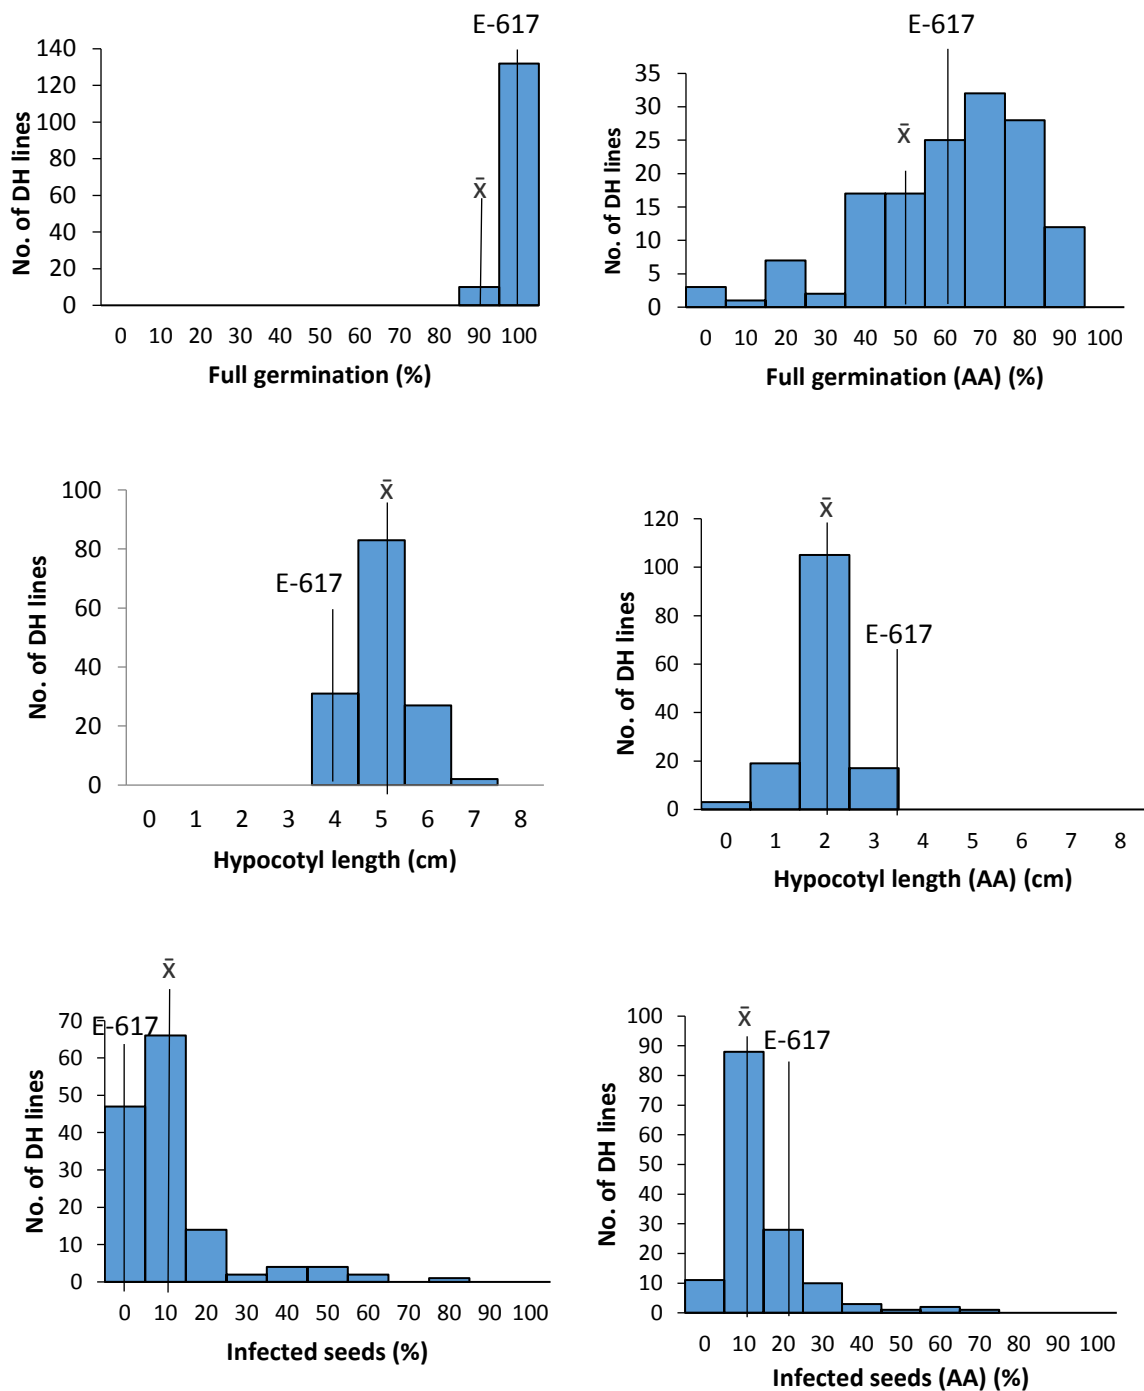 E-617
140
120
100
80
60
40
20
0
No. of DH lines
x̄
0 10 20 30 40 50 60 70 80 90 100
Full germination (%)
E-617
35
30
25
20
15
10
5
0
No. of DH lines
x̄
0 10 20 30 40 50 60 70 80 90 100
Full germination (AA) (%)
x̄
100
80
60
40
20
0
No. of DH lines
E-617
0 1 2 3 4 5 6 7 8
Hypocotyl length (cm)
x̄
120
100
80
60
40
20
0
No. of DH lines
E-617
0 1 2 3 4 5 6 7 8
Hypocotyl length (AA) (cm)
x̄
E-617
70
60
50
40
30
20
10
0
No. of DH lines
0 10 20 30 40 50 60 70 80 90 100
Infected seeds (%)
x̄
E-617
100
90
80
70
60
50
40
30
20
10
0
No. of DH lines
0 10 20 30 40 50 60 70 80 90 100
Infected seeds (AA) (%)